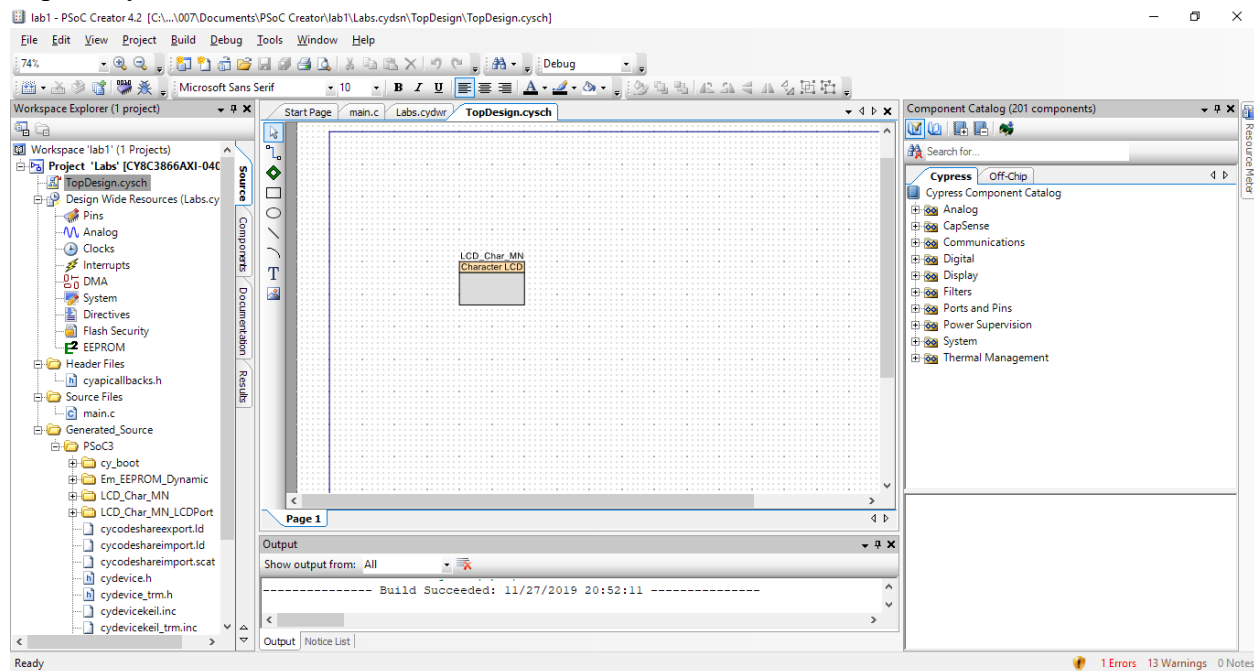 lab1 - PSoC Creator 4.2 [C:\...\007\Documents\PSoC Creator\lab1\Labs.cydsn\TopDesign\TopDesign.cysch]
File Edit View Project Build Debug Tools Window Help
74% Debug
Microsoft Sans Serif 10 B I U A
Workspace Explorer (1 project)
Workspace 'lab1' (1 Projects)
Project 'Labs' [CY8C3866AXI-040
TopDesign.cysch
Design Wide Resources (Labs.cy
Pins
Analog
Clocks
Interrupts
DMA
System
Directives
Flash Security
EEPROM
Header Files
cyapicallbacks.h
Source Files
main.c
Generated_Source
PSoC3
cy_boot
Em_EEPROM_Dynamic
LCD_Char_MN
LCD_Char_MN_LCDPort
cycodeshareexport.ld
cycodeshareimport.ld
cycodeshareimport.scat
cydevice.h
cydevice_trm.h
cydevicekeil.inc
cydevicekeil_trm.inc
Source
Components
Documentation
Results
Start Page main.c Labs.cydwr TopDesign.cysch
LCD_Char_MN
Character LCD
Page 1
Output
Show output from: All
--------------- Build Succeeded: 11/27/2019 20:52:11 ---------------
Output Notice List
Component Catalog (201 components)
Search for...
Cypress Off-Chip
Cypress Component Catalog
Analog
CapSense
Communications
Digital
Display
Filters
Ports and Pins
Power Supervision
System
Thermal Management
Resource Meter
Ready
1 Errors 13 Warnings 0 Notes